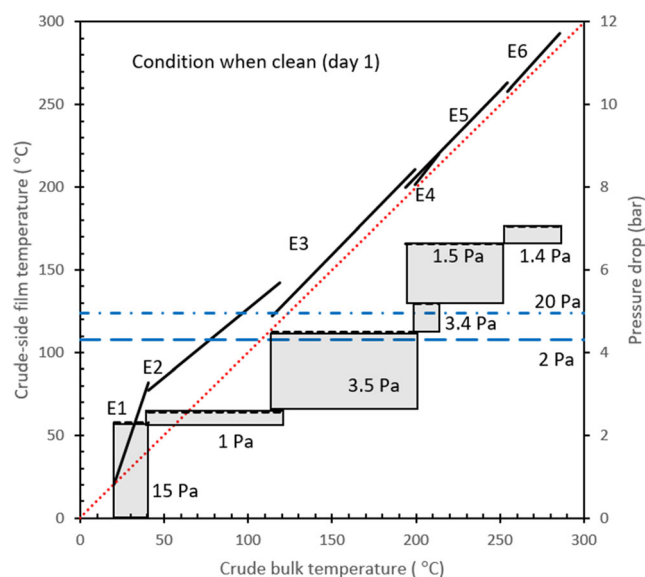 Condition when clean (day 1)
E6
E5
E4
E3
E2
E1
1.5 Pa
1.4 Pa
20 Pa
3.4 Pa
2 Pa
3.5 Pa
1 Pa
15 Pa
300
250
200
150
100
50
0
12
10
8
6
4
2
0
0
50
100
150
200
250
300
Crude-side film temperature ( °C)
Pressure drop (bar)
Crude bulk temperature ( °C)